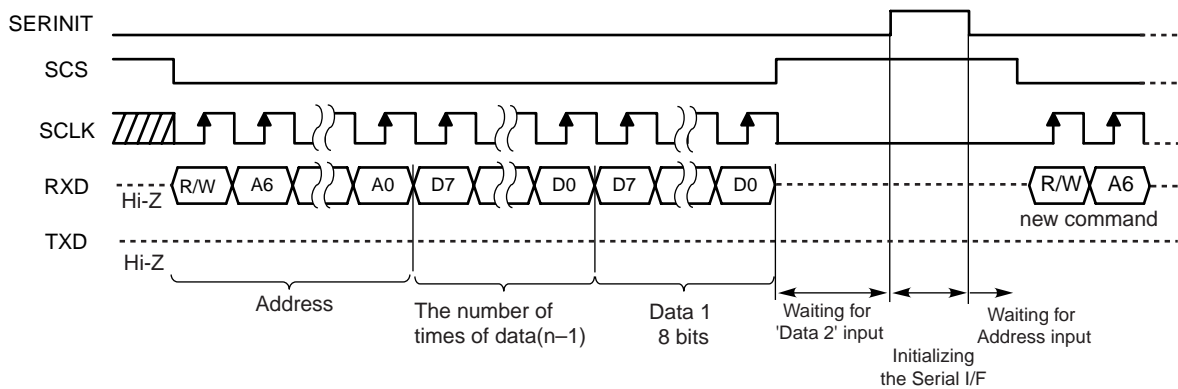 SERINIT
SCS
SCLK
RXD
Hi-Z
R/W A6 A0 D7 D0 D7 D0 R/W A6
new command
TXD
Hi-Z
Address
The number of
times of data(n–1)
Data 1
8 bits
Waiting for
'Data 2' input
Initializing
the Serial I/F
Waiting for
Address input